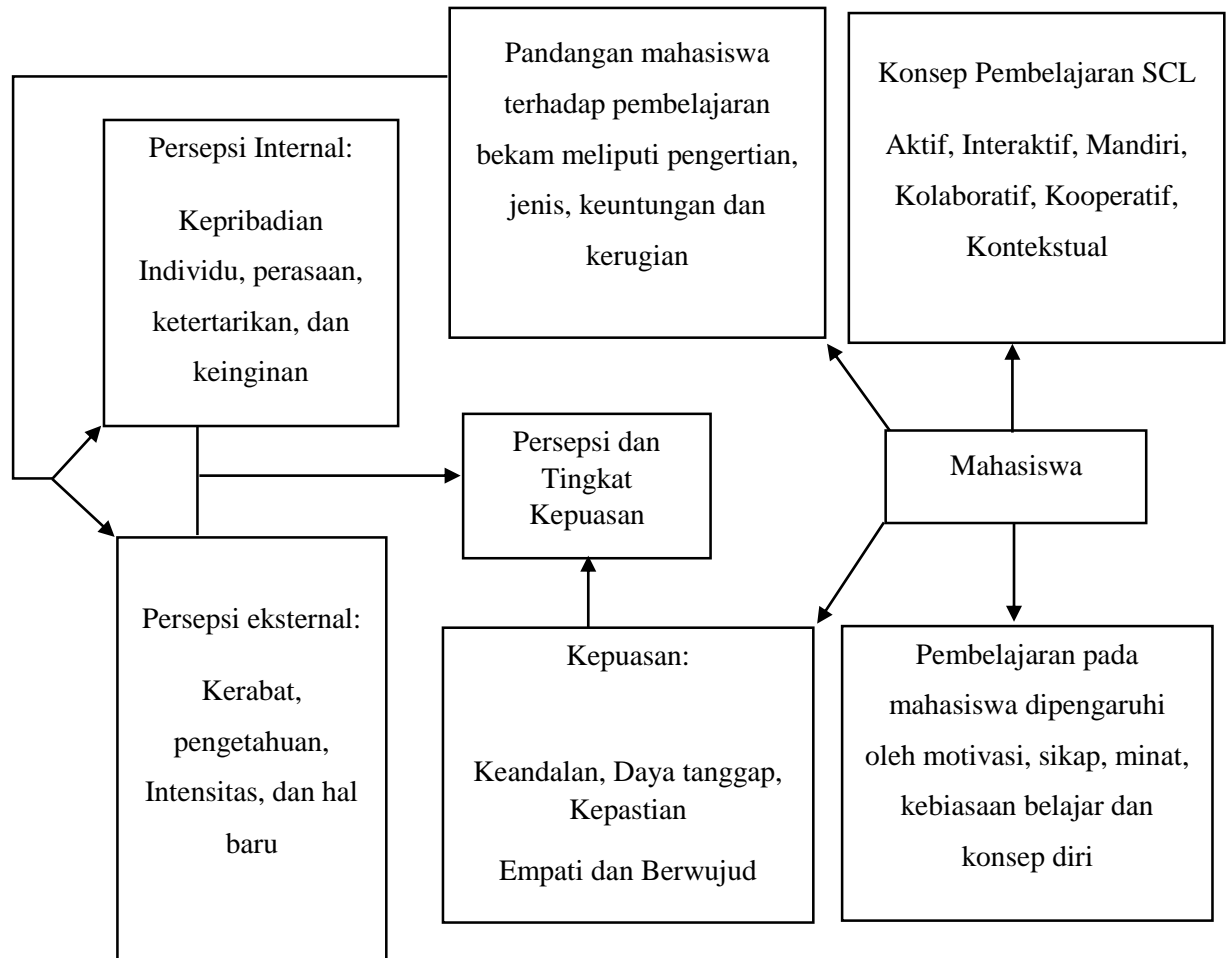 Pandangan mahasiswa
terhadap pembelajaran
bekam meliputi pengertian,
jenis, keuntungan dan
kerugian
Konsep Pembelajaran SCL
Aktif, Interaktif, Mandiri,
Kolaboratif, Kooperatif,
Kontekstual
Persepsi Internal:
Kepribadian
Individu, perasaan,
ketertarikan, dan
keinginan
Persepsi dan
Tingkat
Kepuasan
Mahasiswa
Persepsi eksternal:
Kerabat,
pengetahuan,
Intensitas, dan hal
baru
Kepuasan:
Keandalan, Daya tanggap,
Kepastian
Empati dan Berwujud
Pembelajaran pada
mahasiswa dipengaruhi
oleh motivasi, sikap, minat,
kebiasaan belajar dan
konsep diri